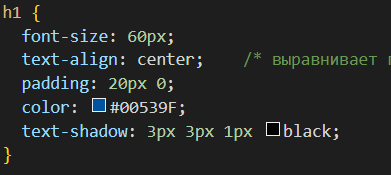 h1 {
font-size: 60px;
text-align: center; /* выравнивает
padding: 20px 0;
color: #00539F;
text-shadow: 3px 3px 1px black;
}